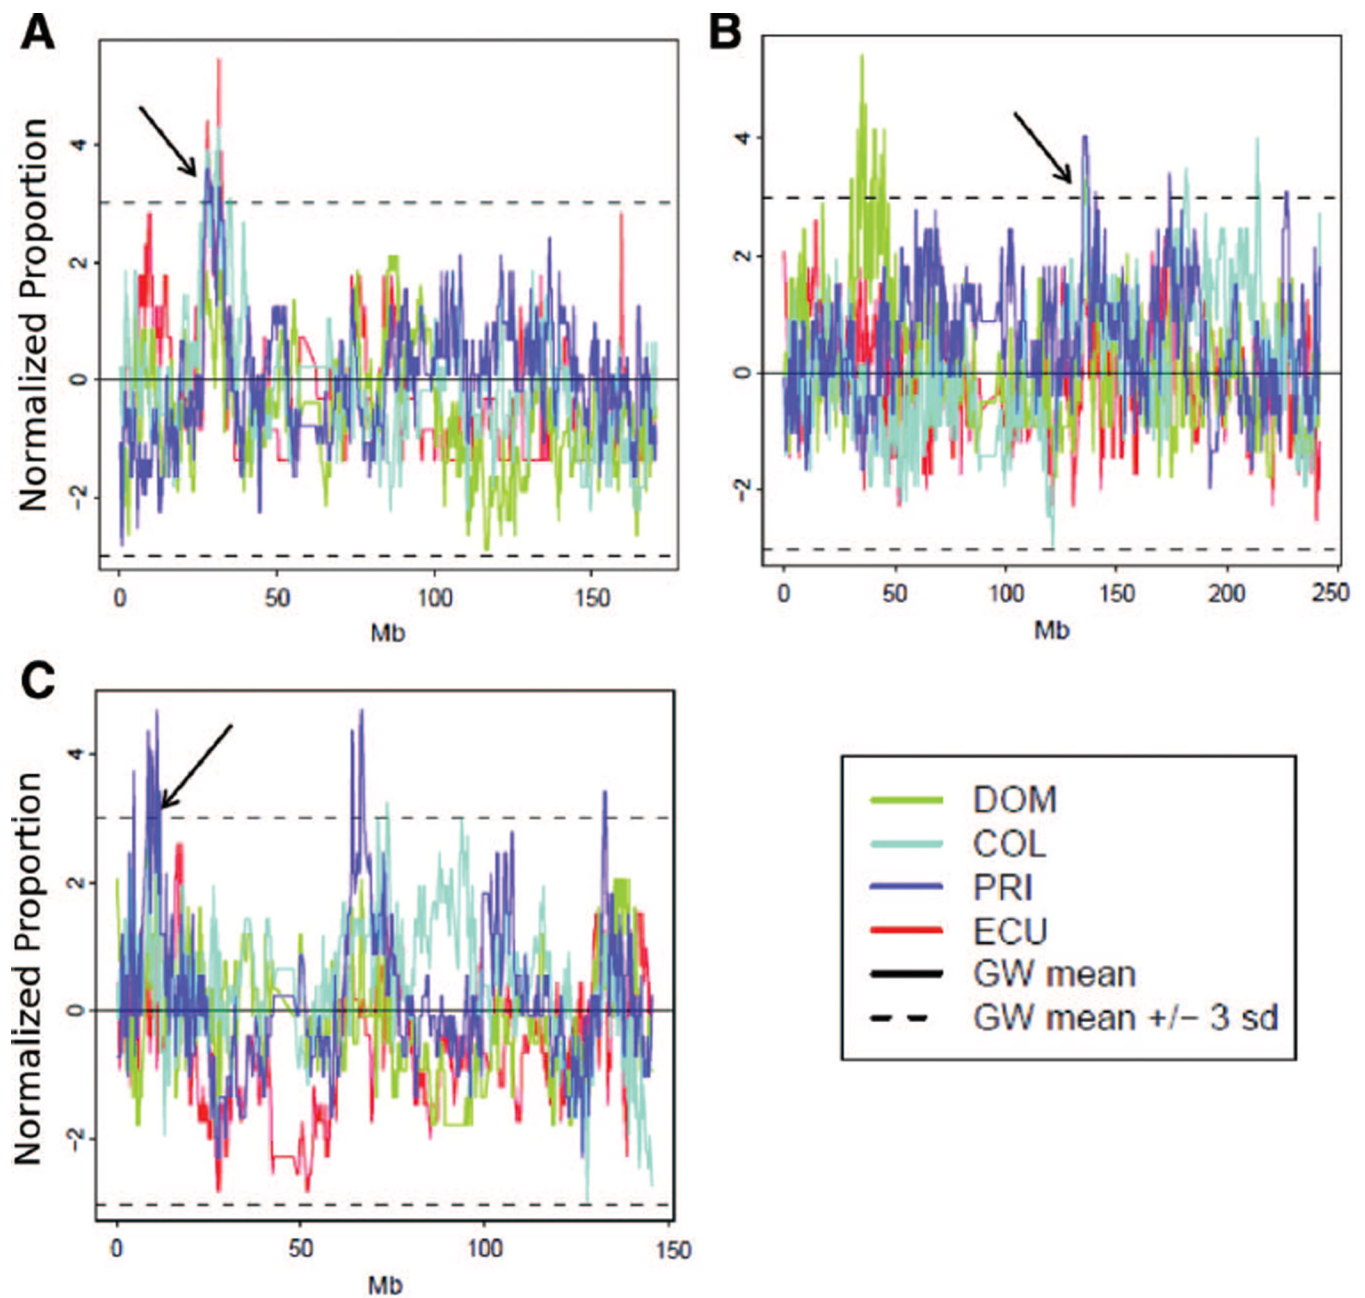 A
Normalized Proportion
4
2
0
−2
0 50 100 150
Mb
B
4
2
0
−2
0 50 100 150 200 250
Mb
C
Normalized Proportion
4
2
0
−2
0 50 100 150
Mb
DOM
COL
PRI
ECU
GW mean
GW mean +/− 3 sd